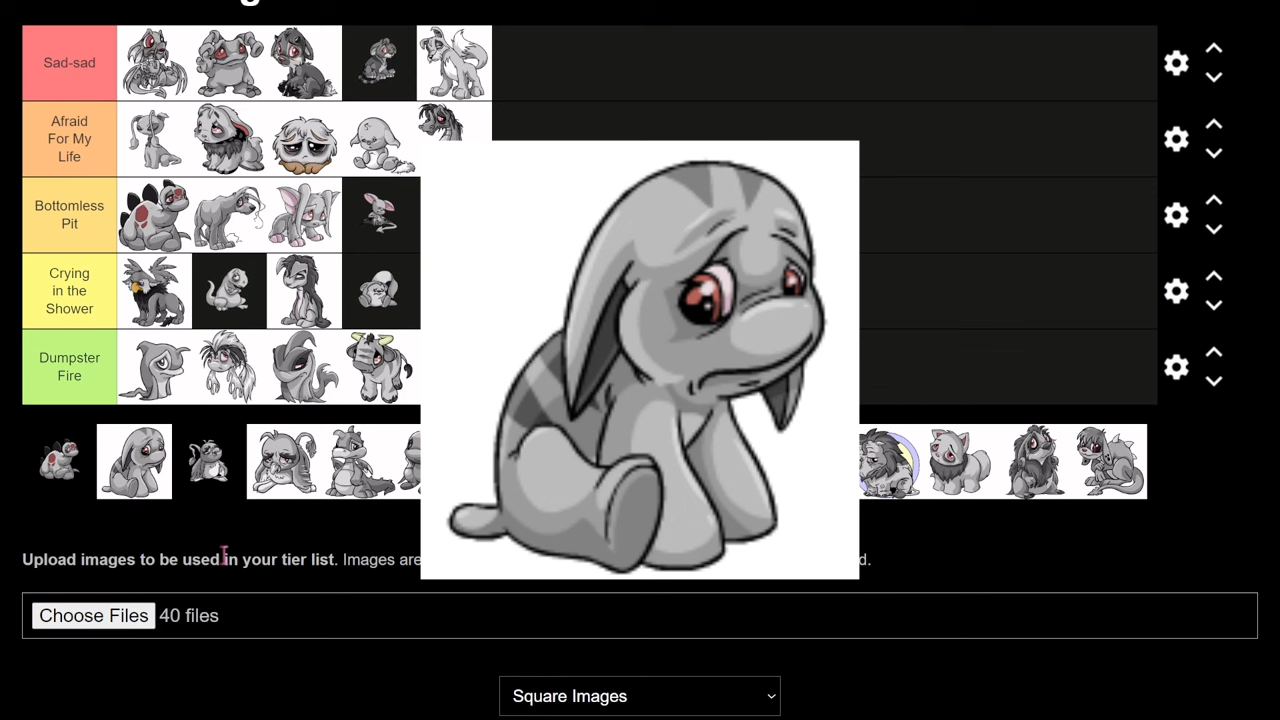 Sad-sad
Afraid
For My
Life
Bottomless
Pit
Crying
in the
Shower
Dumpster
Fire
Upload images to be used in your tier list. Images are
d.
Choose Files 40 files
Square Images